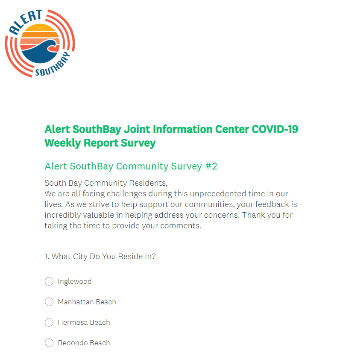 ALERT
SOUTHBAY
Alert SouthBay Joint Information Center COVID-19
Weekly Report Survey
Alert SouthBay Community Survey #2
South Bay Community Residents,
We are all facing challenges during this unprecedented time in our
lives. As we strive to help support our communities, your feedback is
incredibly valuable in helping address your concerns. Thank you for
taking the time to provide your comments.
1. What City Do You Reside In?
Inglewood
Manhattan Beach
Hermosa Beach
Redondo Beach